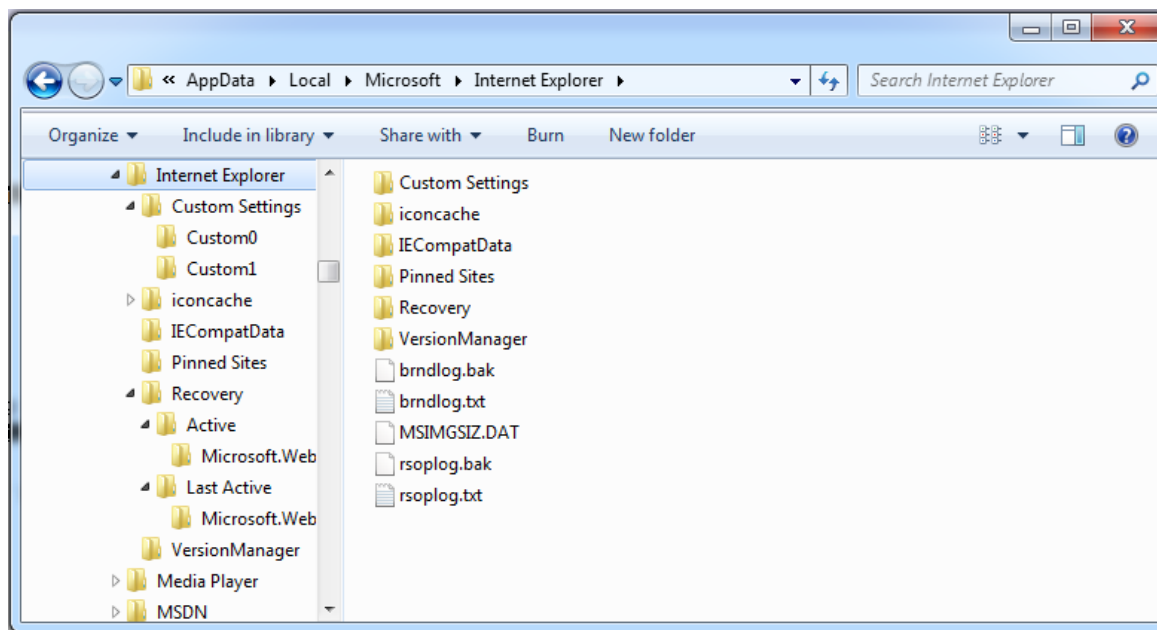 « AppData Local Microsoft Internet Explorer Search Internet Explorer
Organize Include in library Share with Burn New folder
Internet Explorer
Custom Settings
Custom0
Custom1
iconcache
IECompatData
Pinned Sites
Recovery
Active
Microsoft.Web
Last Active
Microsoft.Web
VersionManager
Media Player
MSDN
Custom Settings
iconcache
IECompatData
Pinned Sites
Recovery
VersionManager
brndlog.bak
brndlog.txt
MSIMGSIZ.DAT
rsoplog.bak
rsoplog.txt